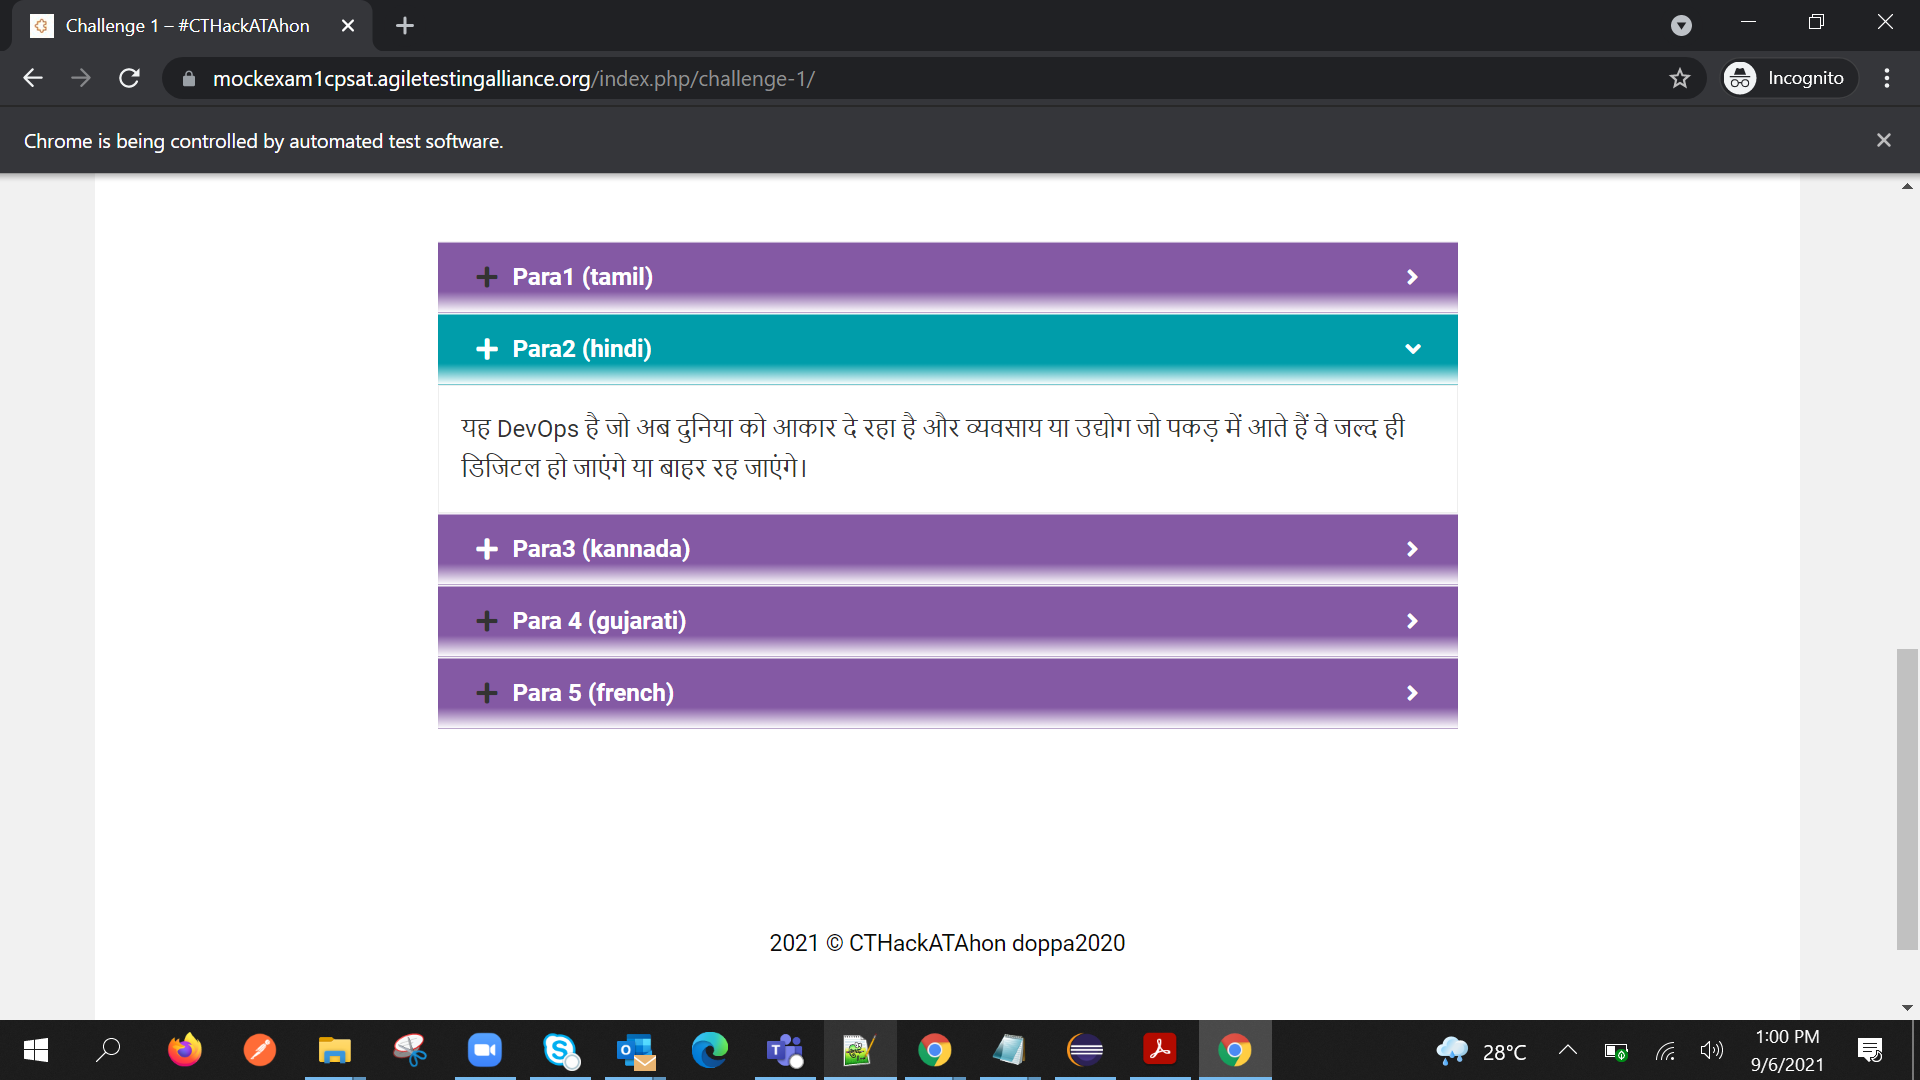 Challenge 1 – #CTHackATAhon
mockexam1cpsat.agiletestingalliance.org/index.php/challenge-1/
Incognito
Chrome is being controlled by automated test software.
Para1 (tamil)
Para2 (hindi)
यह DevOps है जो अब दुनिया को आकार दे रहा है और व्यवसाय या उद्योग जो पकड़ में आते हैं वे जल्द ही
डिजिटल हो जाएंगे या बाहर रह जाएंगे।
Para3 (kannada)
Para 4 (gujarati)
Para 5 (french)
2021 © CTHackATAhon doppa2020
28°C
1:00 PM
9/6/2021